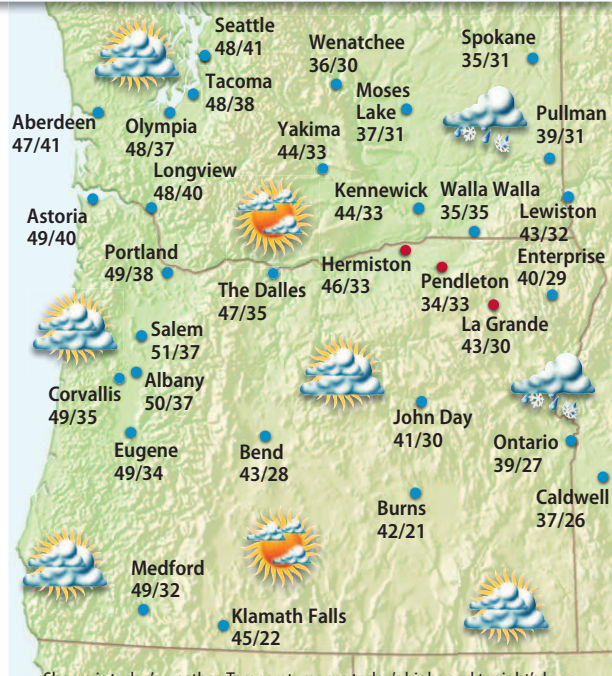 Seattle
48/41
Wenatchee
36/30
Spokane
35/31
Tacoma
48/38
Moses
Lake
37/31
Aberdeen
47/41
Olympia
48/37
Yakima
44/33
Pullman
39/31
Longview
48/40
Kennewick
44/33
Walla Walla
35/35
Lewiston
43/32
Astoria
49/40
Portland
49/38
The Dalles
47/35
Hermiston
46/33
Pendleton
34/33
Enterprise
40/29
La Grande
43/30
Salem
51/37
Corvallis
49/35
Albany
50/37
John Day
41/30
Eugene
49/34
Bend
43/28
Ontario
39/27
Burns
42/21
Caldwell
37/26
Medford
49/32
Klamath Falls
45/22